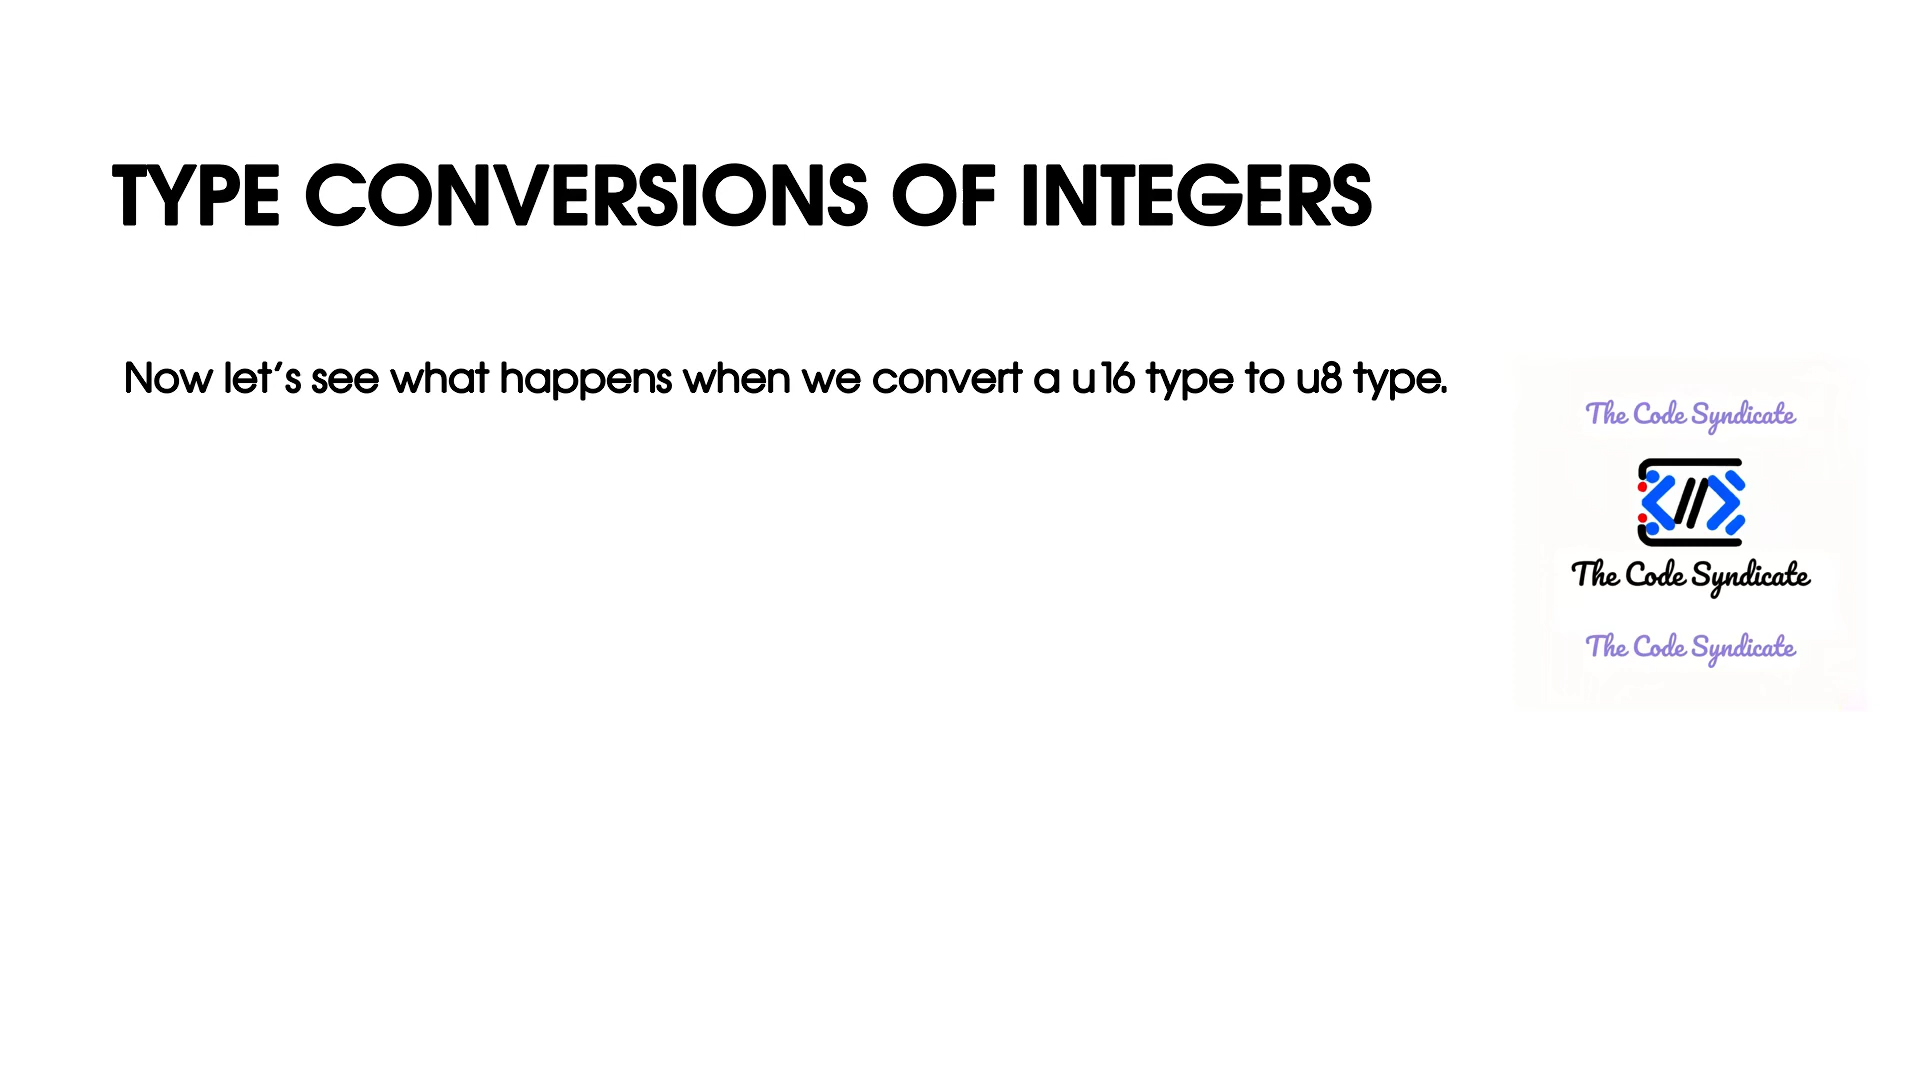 TYPE CONVERSIONS OF INTEGERS
Now let’s see what happens when we convert a u16 type to u8 type.
The Code Syndicate
The Code Syndicate
The Code Syndicate